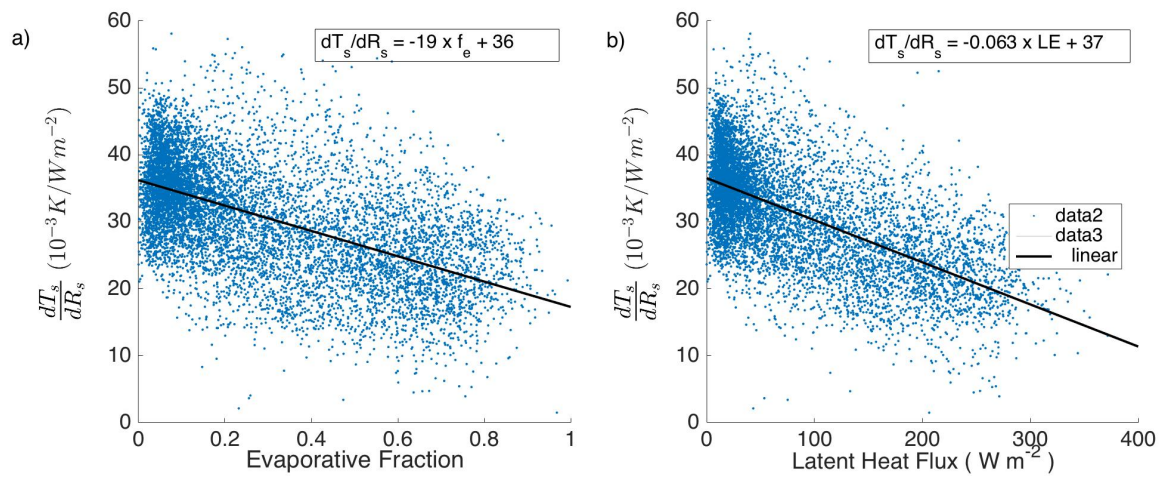 a)
dT_s/dR_s = -19 x f_e + 36
60
50
40
30
20
10
0
dT_s/dR_s (10^{-3} K/Wm^{-2})
0 0.2 0.4 0.6 0.8 1
Evaporative Fraction
b)
dT_s/dR_s = -0.063 x LE + 37
60
50
40
30
20
10
0
dT_s/dR_s (10^{-3} K/Wm^{-2})
data2
data3
linear
0 100 200 300 400
Latent Heat Flux ( W m^{-2} )